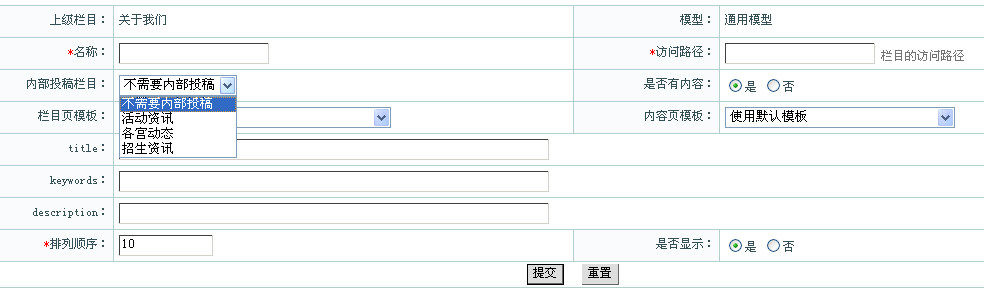 上级栏目： 关于我们 模型： 通用模型
*名称： *访问路径： 栏目的访问路径
内部投稿栏目： 不需要内部投稿 是否有内容： 是 否
不需要内部投稿
栏目页模板： 活动资讯 内容页模板： 使用默认模板
各宫动态
title： 招生资讯
keywords：
description：
*排列顺序： 10 是否显示： 是 否
提交 重置